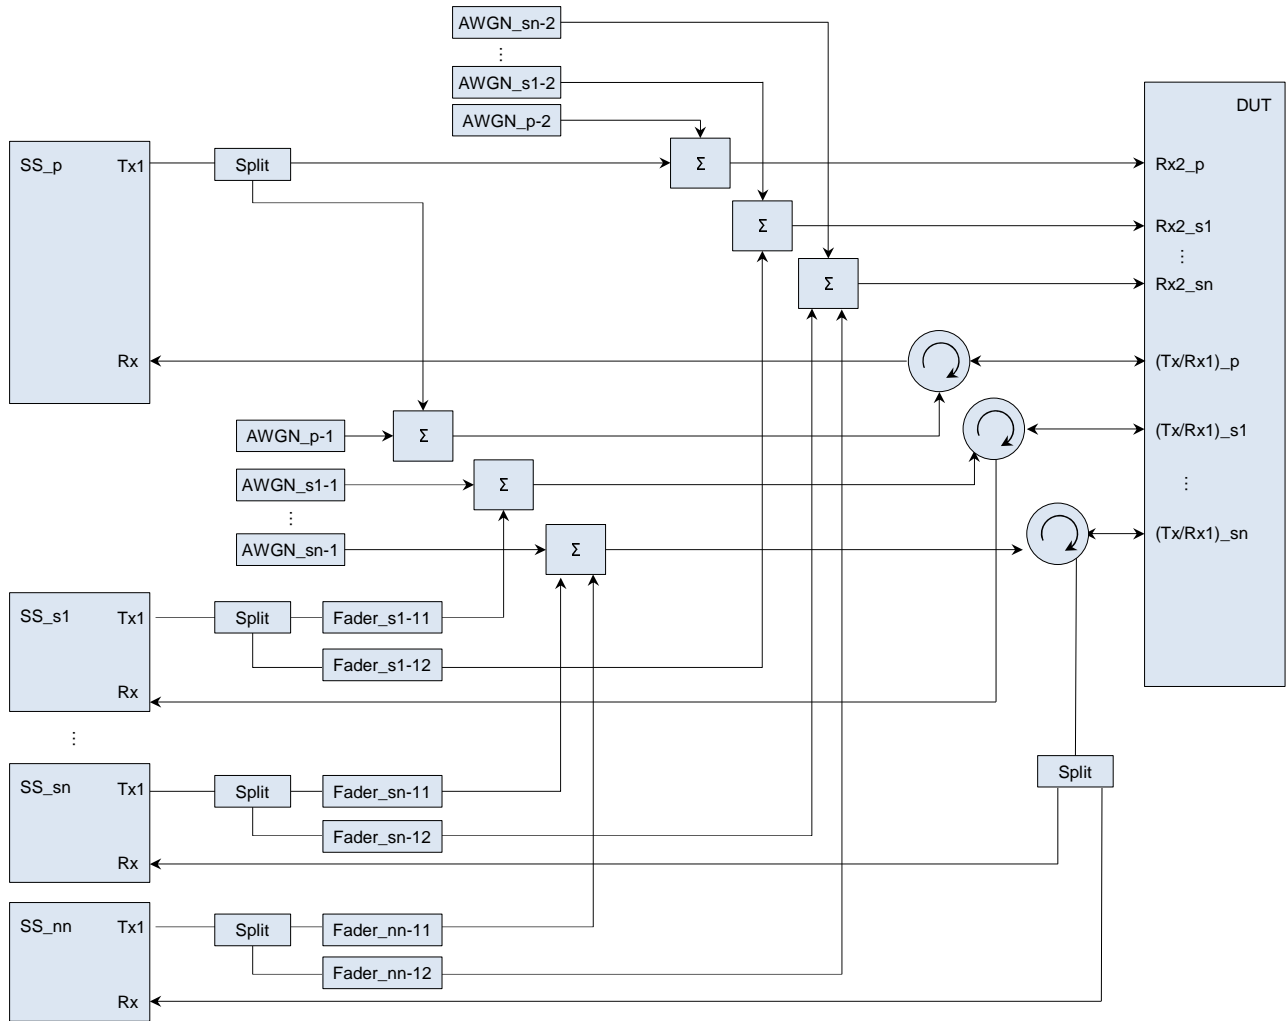 AWGN_sn-2
⋮
AWGN_s1-2
DUT
AWGN_p-2
SS_p Tx1
Split
Σ
Rx2_p
Σ
Rx2_s1
⋮
Σ
Rx2_sn
Rx
(Tx/Rx1)_p
AWGN_p-1
Σ
(Tx/Rx1)_s1
AWGN_s1-1
Σ
⋮
⋮
AWGN_sn-1
Σ
(Tx/Rx1)_sn
SS_s1 Tx1
Split
Fader_s1-11
Fader_s1-12
Rx
⋮
Split
SS_sn Tx1
Split
Fader_sn-11
Fader_sn-12
Rx
SS_nn Tx1
Split
Fader_nn-11
Fader_nn-12
Rx